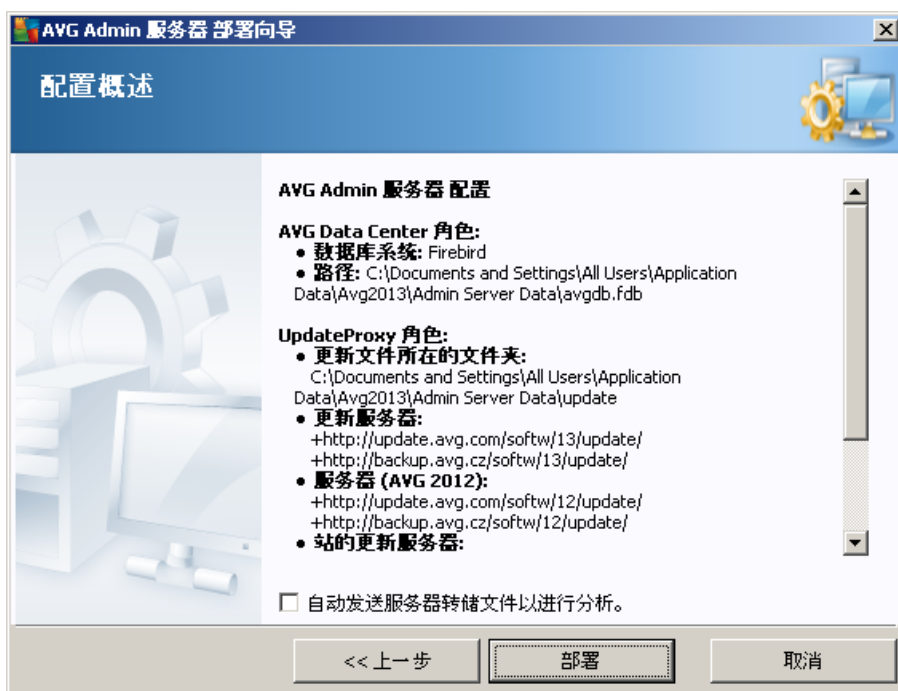 AVG Admin 服务器 部署向导
配置概述
AVG Admin 服务器 配置
AVG Data Center 角色:
• 数据库系统: Firebird
• 路径: C:\Documents and Settings\All Users\Application
Data\Avg2013\Admin Server Data\avgdb.fdb
UpdateProxy 角色:
• 更新文件所在的文件夹:
C:\Documents and Settings\All Users\Application
Data\Avg2013\Admin Server Data\update
• 更新服务器:
+http://update.avg.com/softw/13/update/
+http://backup.avg.cz/softw/13/update/
• 服务器 (AVG 2012):
+http://update.avg.com/softw/12/update/
+http://backup.avg.cz/softw/12/update/
• 站的更新服务器:
自动发送服务器转储文件以进行分析。
<< 上一步
部署
取消